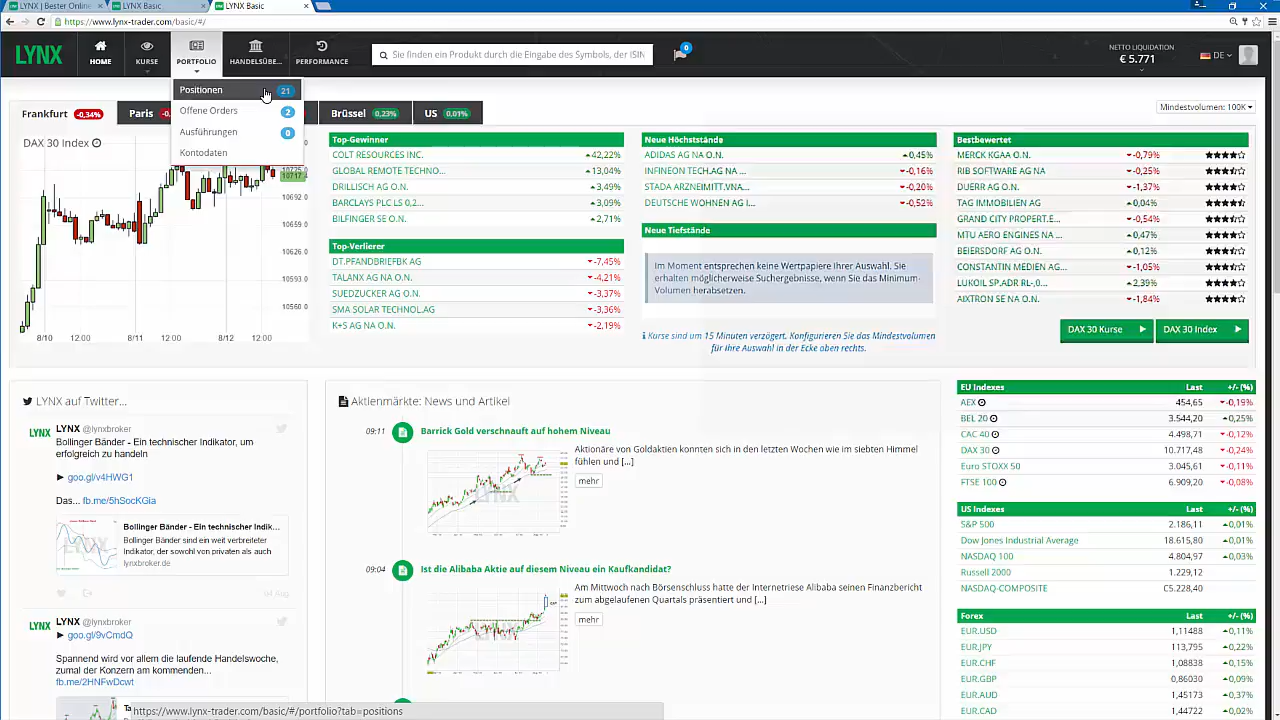 LYNX | Bester Online-
LYNX Basic
LYNX Basic
https://www.lynx-trader.com/basic/#/
LYNX
HOME
KURSE
PORTFOLIO
HANDELSÜBE...
PERFORMANCE
Sie finden ein Produkt durch die Eingabe des Symbols, der ISIN
0
NETTO LIQUIDATION
€ 5.771
DE
Positionen 21
Offene Orders 2
Ausführungen 0
Kontodaten
Frankfurt -0,34%
Paris
Brüssel 0,23%
US 0,01%
Mindestvolumen: 100K
DAX 30 Index
10725
10717
10692
10659
10626
10593
10560
8/10 12:00 8/11 12:00 8/12 12:00
Top-Gewinner
COLT RESOURCES INC. 42,22%
GLOBAL REMOTE TECHNO... 13,04%
DRILLISCH AG O.N. 3,49%
BARCLAYS PLC LS 0,2... 3,09%
BILFINGER SE O.N. 2,71%
Top-Verlierer
DT.PFANDBRIEFBK AG -7,45%
TALANX AG NA O.N. -4,21%
SUEDZUCKER AG O.N. -3,37%
SMA SOLAR TECHNOL.AG -3,36%
K+S AG NA O.N. -2,19%
Neue Höchststände
ADIDAS AG NA O.N. 0,45%
INFINEON TECH.AG NA ... -0,16%
STADA ARZNEIMITT.VNA... -0,20%
DEUTSCHE WOHNEN AG I... -0,52%
Neue Tiefstände
Im Moment entsprechen keine Wertpapiere Ihrer Auswahl. Sie
erhalten möglicherweise Suchergebnisse, wenn Sie das Minimum-
Volumen herabsetzen.
Kurse sind um 15 Minuten verzögert. Konfigurieren Sie das Mindestvolumen
für Ihre Auswahl in der Ecke oben rechts.
Bestbewertet
MERCK KGAA O.N. -0,79%
RIB SOFTWARE AG NA -0,25%
DUERR AG O.N. -1,37%
TAG IMMOBILIEN AG 0,04%
GRAND CITY PROPERT.E... -0,54%
MTU AERO ENGINES NA ... 0,47%
BEIERSDORF AG O.N. 0,12%
CONSTANTIN MEDIEN AG... -1,05%
LUKOIL SP.ADR RL-,0... 2,39%
AIXTRON SE NA O.N. -1,84%
DAX 30 Kurse
DAX 30 Index
LYNX auf Twitter...
LYNX
LYNX @lynxbroker
Bollinger Bänder - Ein technischer Indikator, um
erfolgreich zu handeln
► goo.gl/v4HWG1
Das... fb.me/5hSocKGia
Bollinger Bänder - Ein technischer Indik...
Bollinger Bänder sind ein weit verbreiteter
Indikator, der sowohl von privaten als auch
lynxbroker.de
04 Aug
LYNX
LYNX @lynxbroker
► goo.gl/9vCmdQ
Spannend wird vor allem die laufende Handelswoche,
zumal der Konzern am kommenden...
fb.me/2HNFwDcwt
Aktienmärkte: News und Artikel
09:11 Barrick Gold verschnauft auf hohem Niveau
Aktionäre von Goldaktien konnten sich in den letzten Wochen wie im siebten Himmel
fühlen und [...]
mehr
LYNX
09:04 Ist die Alibaba Aktie auf diesem Niveau ein Kaufkandidat?
Am Mittwoch nach Börsenschluss hatte der Internetriese Alibaba seinen Finanzbericht
zum abgelaufenen Quartals präsentiert und [...]
mehr
EU Indexes Last +/- (%)
AEX 454,65 -0,19%
BEL 20 3.544,20 0,25%
CAC 40 4.498,71 -0,12%
DAX 30 10.717,48 -0,24%
Euro STOXX 50 3.045,61 -0,11%
FTSE 100 6.909,20 -0,08%
US Indexes Last +/- (%)
S&P 500 2.186,11 0,01%
Dow Jones Industrial Average 18.615,80 0,01%
NASDAQ 100 4.804,97 0,03%
Russell 2000 1.229,12
NASDAQ-COMPOSITE C5.228,40
Forex Last +/- (%)
EUR.USD 1,11488 0,11%
EUR.JPY 113,795 0,22%
EUR.CHF 1,08838 0,15%
EUR.GBP 0,86030 0,09%
EUR.AUD 1,45173 0,37%
EUR.CAD 1,44722 0,02%
https://www.lynx-trader.com/basic/#/portfolio?tab=positions